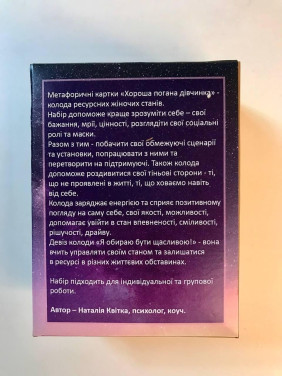 Метафоричні картки «Хороша погана дівчинка» -
колода ресурсних жіночих станів.
Набір допоможе краще зрозуміти себе – свої
бажання, мрії, цінності, розгледіти свої соціальні
ролі та маски.
Разом з тим - побачити свої обмежуючі сценарії
та установки, попрацювати з ними та
перетворити на підтримуючі. Також колода
допоможе роздивитися свої тіньові сторони - ті,
що не проявлені в житті, ті, що ховаємо навіть
від себе.
Колода заряджає енергією та сприяє позитивному
погляду на саму себе, свої якості, можливості,
допомагає увійти в стан впевненості, сміливості,
рішучості, драйву.
Девіз колоди «Я обираю бути щасливою!» - вона
вчить управляти своїм станом та залишатися
в ресурсі в різних життєвих обставинах.
Набір підходить для індивідуальної та групової
роботи.
Автор – Наталія Квітка, психолог, коуч.